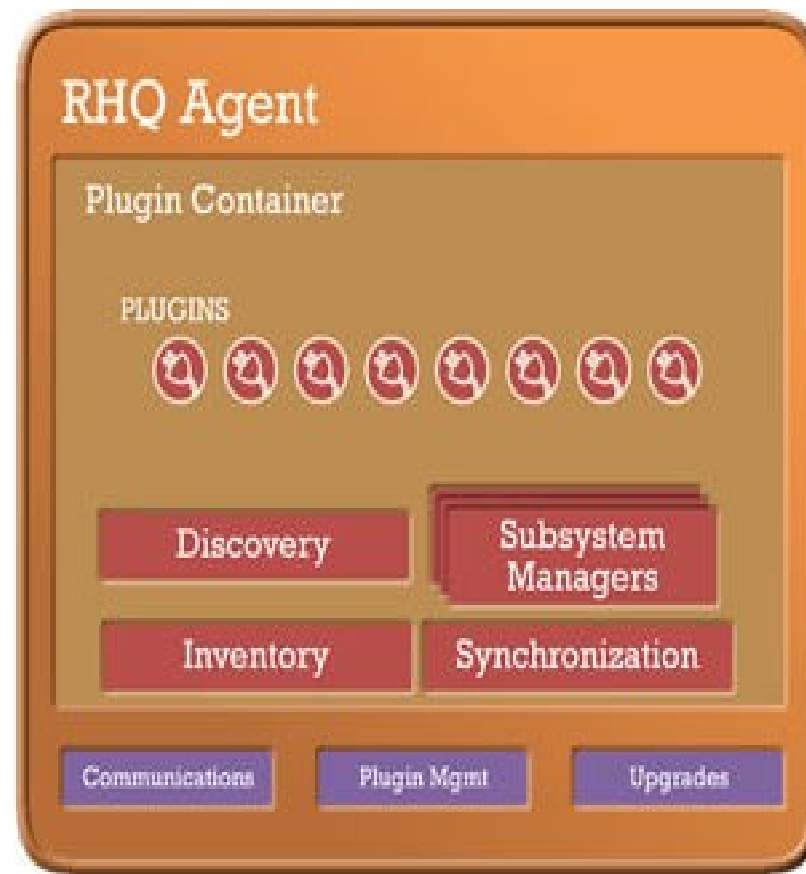 RHQ Agent
Plugin Container
PLUGINS
Discovery
Subsystem
Managers
Inventory
Synchronization
Communications
Plugin Mgmt
Upgrades